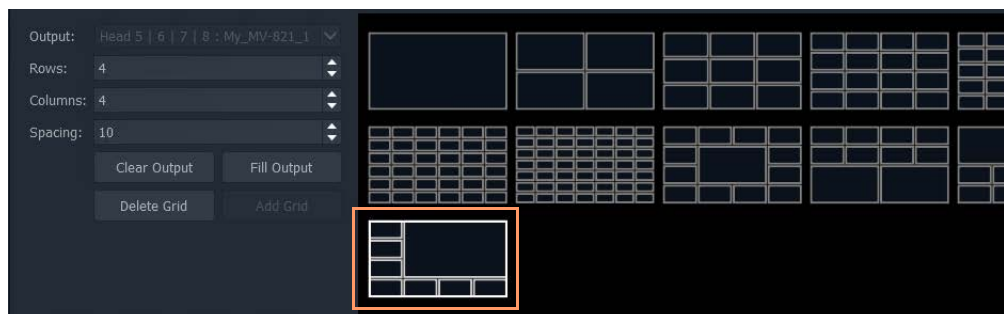 Output: Head 5 | 6 | 7 | 8 : My_MV-821_1
Rows: 4
Columns: 4
Spacing: 10
Clear Output Fill Output
Delete Grid Add Grid